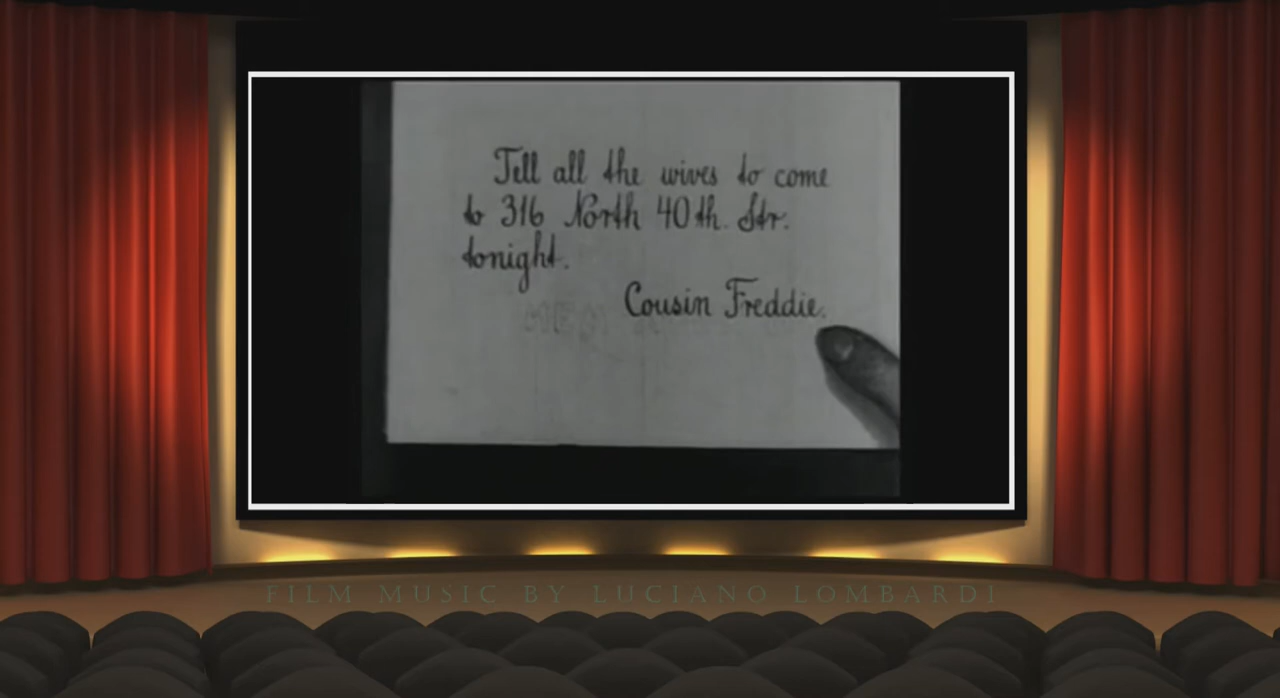 Tell all the wives to come
to 316 North 40th. Str.
tonight.
Cousin Freddie.
FILM MUSIC BY LUCIANO LOMBARDI